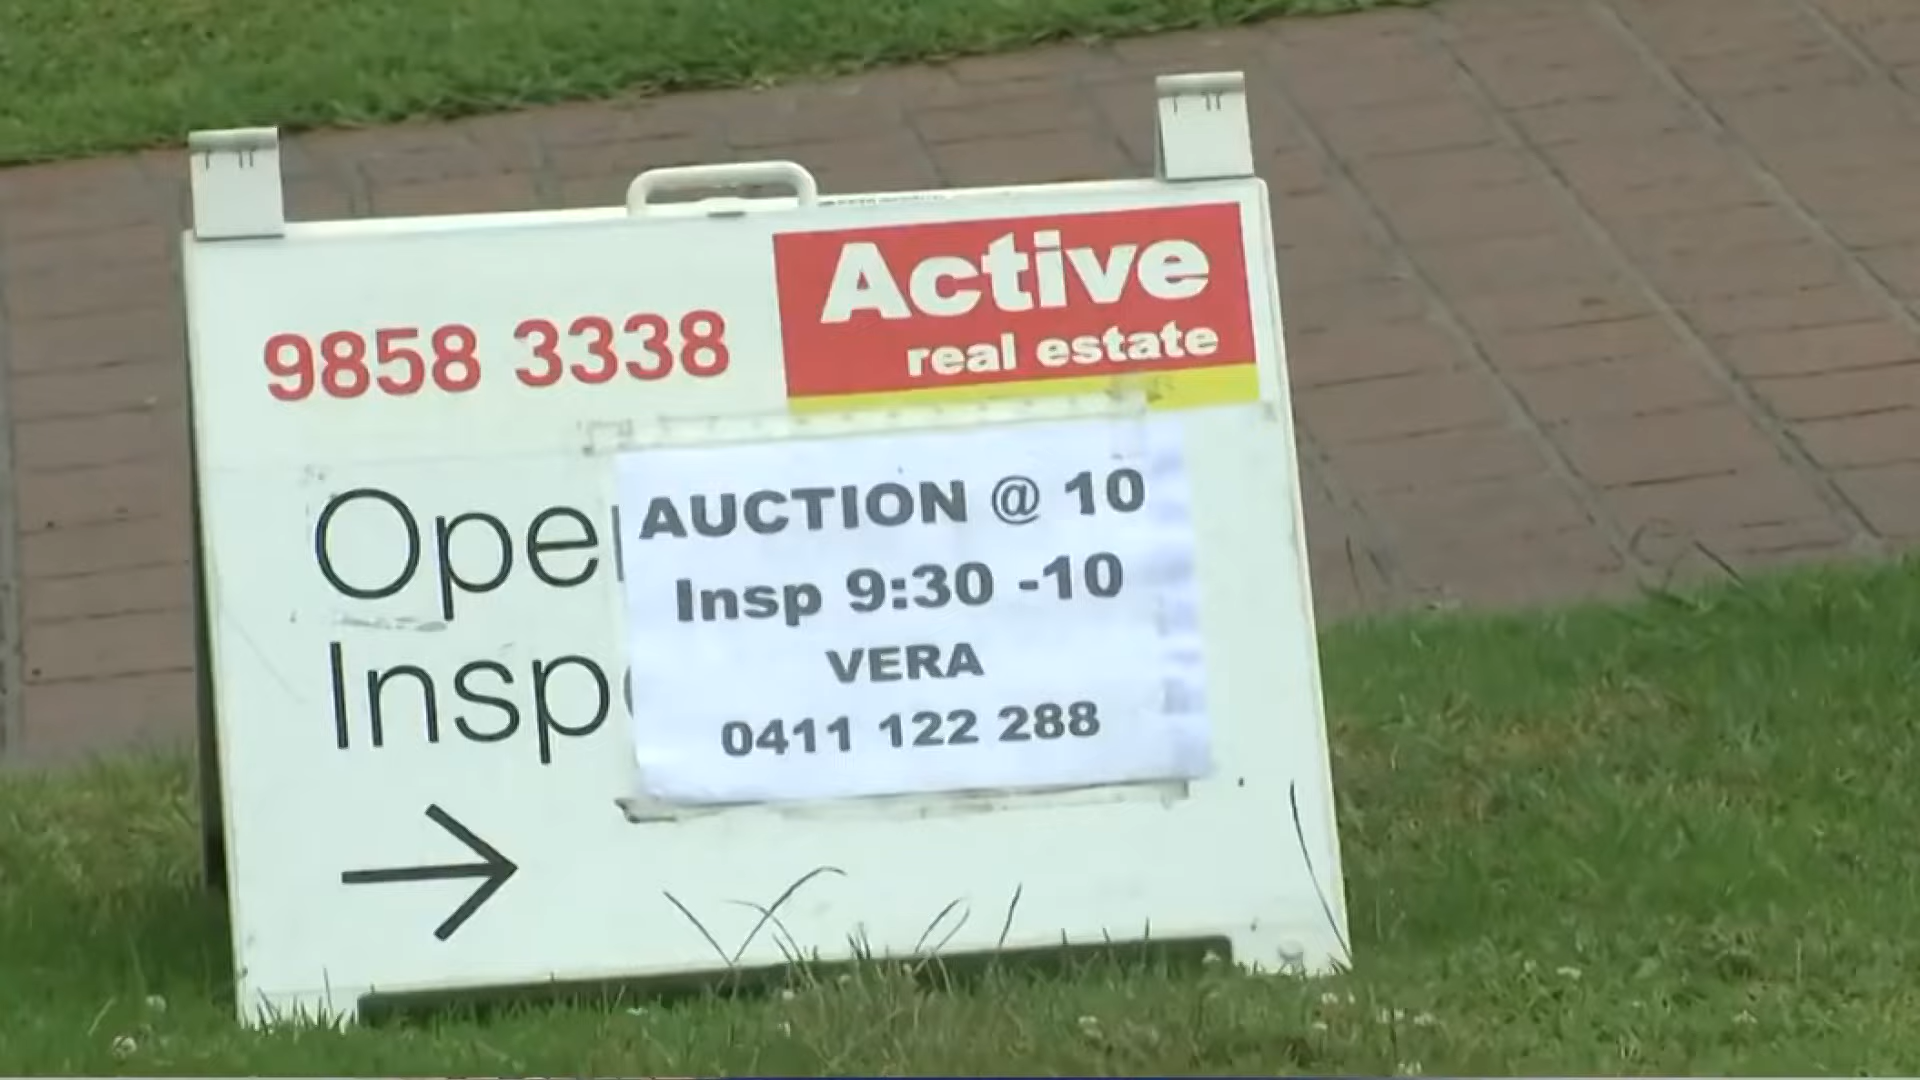 Active
real estate
9858 3338
Ope
Insp
AUCTION @ 10
Insp 9:30 -10
VERA
0411 122 288